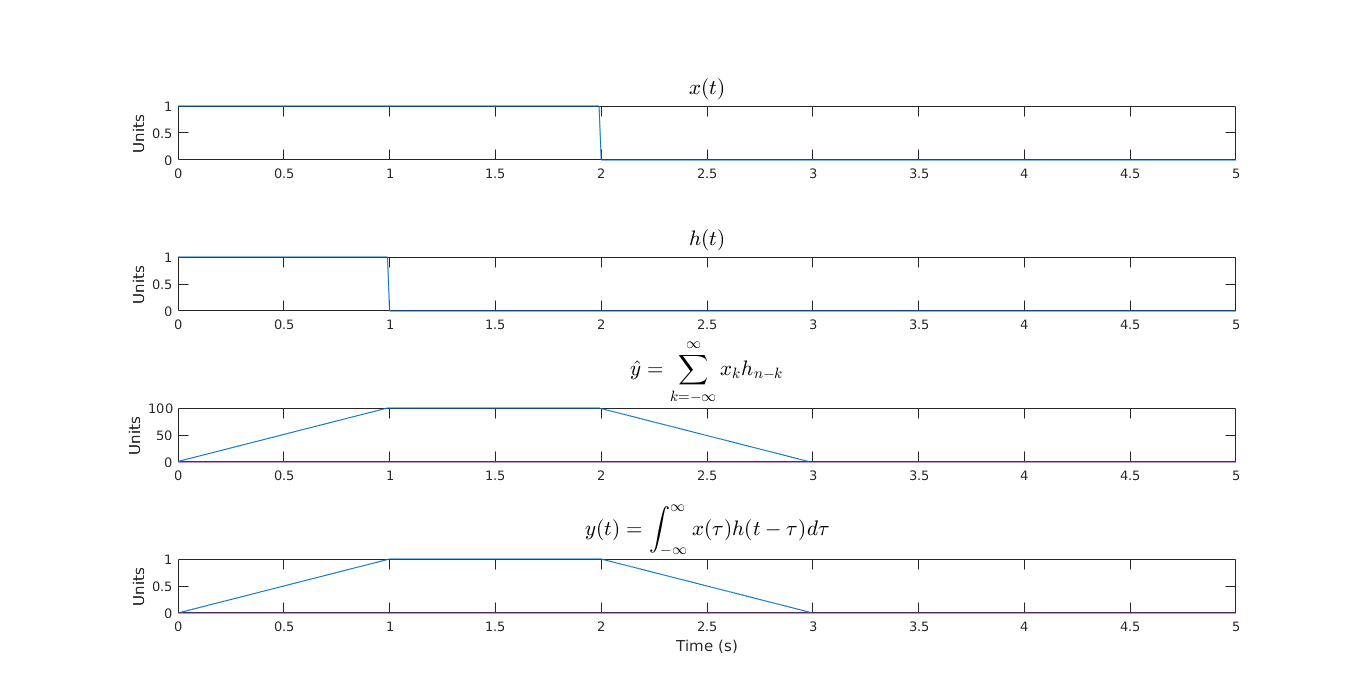 x(t)
Units
1
0.5
0
0 0.5 1 1.5 2 2.5 3 3.5 4 4.5 5
h(t)
Units
1
0.5
0
0 0.5 1 1.5 2 2.5 3 3.5 4 4.5 5
ŷ = ∑_{k=−∞}^{∞} x_k h_{n−k}
Units
100
50
0
0 0.5 1 1.5 2 2.5 3 3.5 4 4.5 5
y(t) = ∫_{−∞}^{∞} x(τ)h(t − τ)dτ
Units
1
0.5
0
0 0.5 1 1.5 2 2.5 3 3.5 4 4.5 5
Time (s)